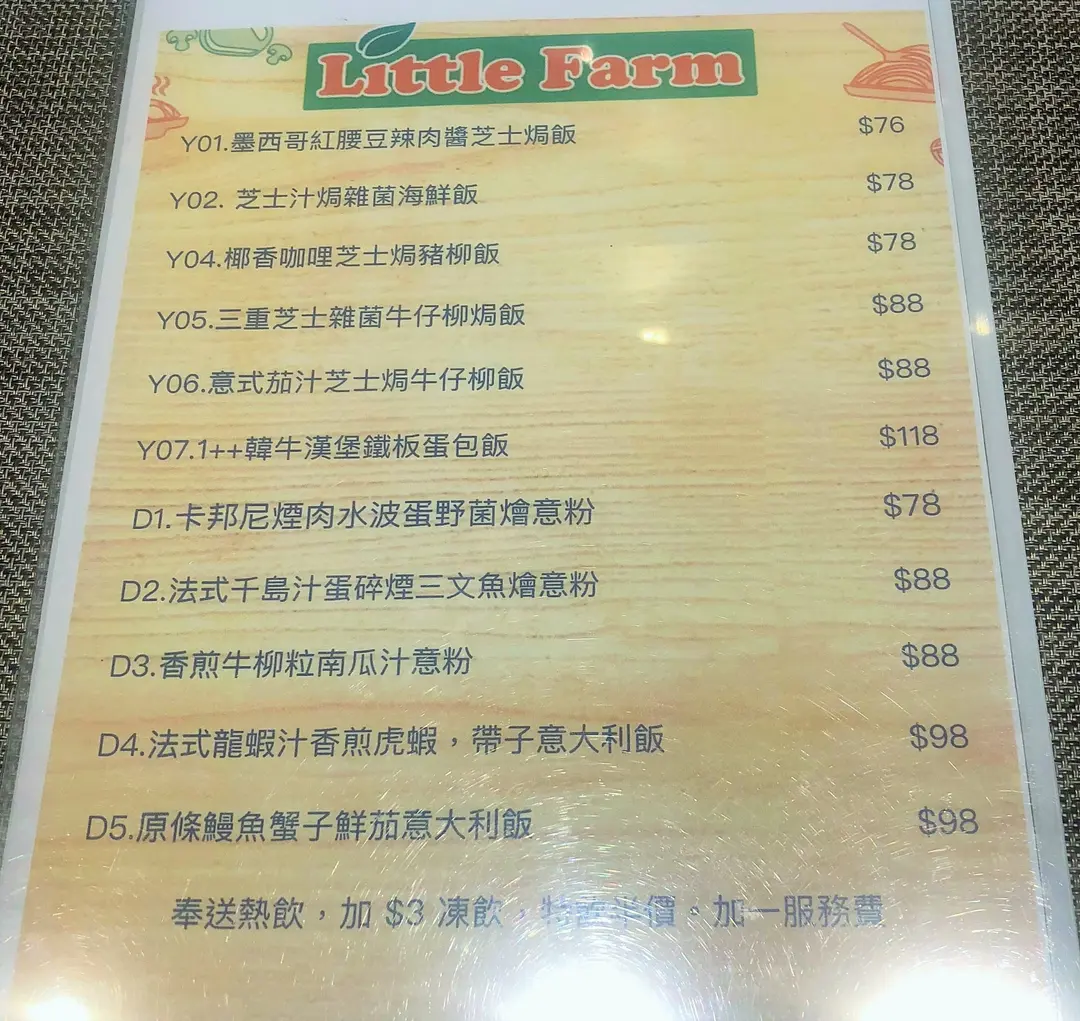 Little Farm
Y01.墨西哥紅腰豆辣肉醬芝士焗飯 $76
Y02. 芝士汁焗雜菌海鮮飯 $78
Y04.椰香咖哩芝士焗豬柳飯 $78
Y05.三重芝士雜菌牛仔柳焗飯 $88
Y06.意式茄汁芝士焗牛仔柳飯 $88
Y07.1++韓牛漢堡鐵板蛋包飯 $118
D1.卡邦尼煙肉水波蛋野菌燴意粉 $78
D2.法式千島汁蛋碎煙三文魚燴意粉 $88
D3.香煎牛柳粒南瓜汁意粉 $88
D4.法式龍蝦汁香煎虎蝦，帶子意大利飯 $98
D5.原條鰻魚蟹子鮮茄意大利飯 $98
奉送熱飲，加 $3 凍飲，特飲半價。加一服務費